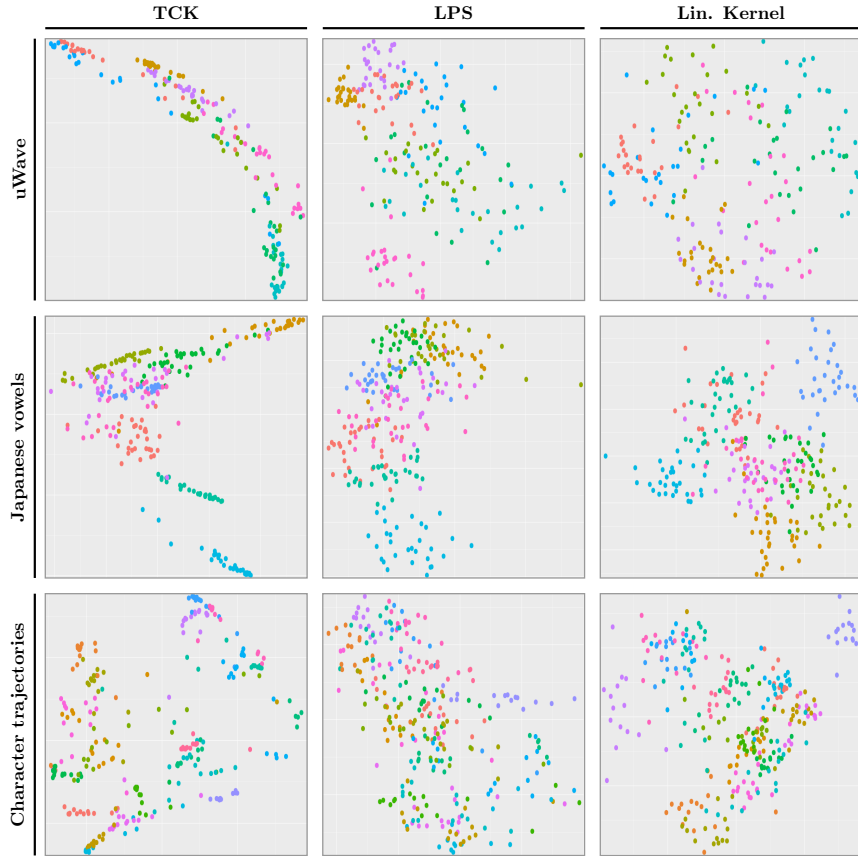 TCK
LPS
Lin. Kernel
uWave
Japanese vowels
Character trajectories